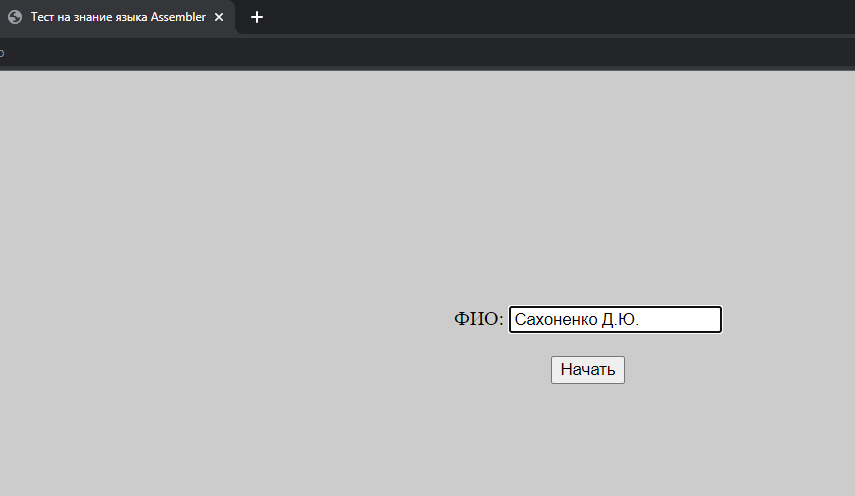 Тест на знание языка Assembler
ФИО: Сахоненко Д.Ю.
Начать